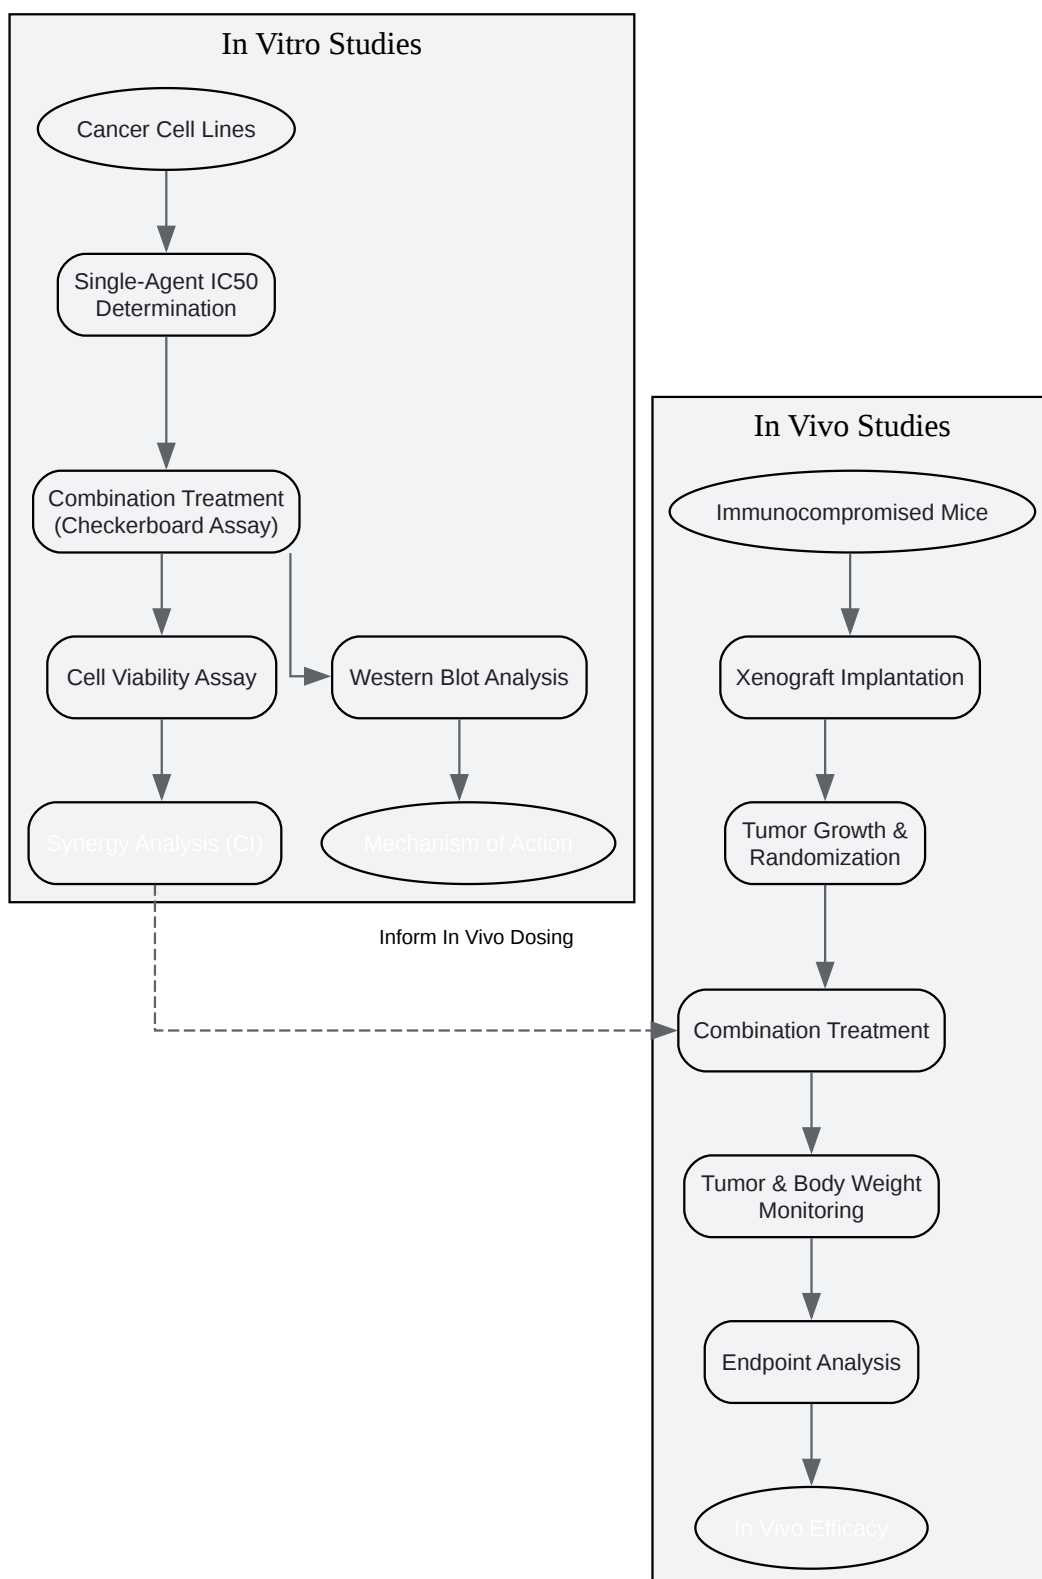 In Vitro Studies
Cancer Cell Lines
Single-Agent IC50
Determination
Combination Treatment
(Checkerboard Assay)
Cell Viability Assay
Western Blot Analysis
Synergy Analysis (CI)
Mechanism of Action
Inform In Vivo Dosing
In Vivo Studies
Immunocompromised Mice
Xenograft Implantation
Tumor Growth &
Randomization
Combination Treatment
Tumor & Body Weight
Monitoring
Endpoint Analysis
In Vivo Efficacy